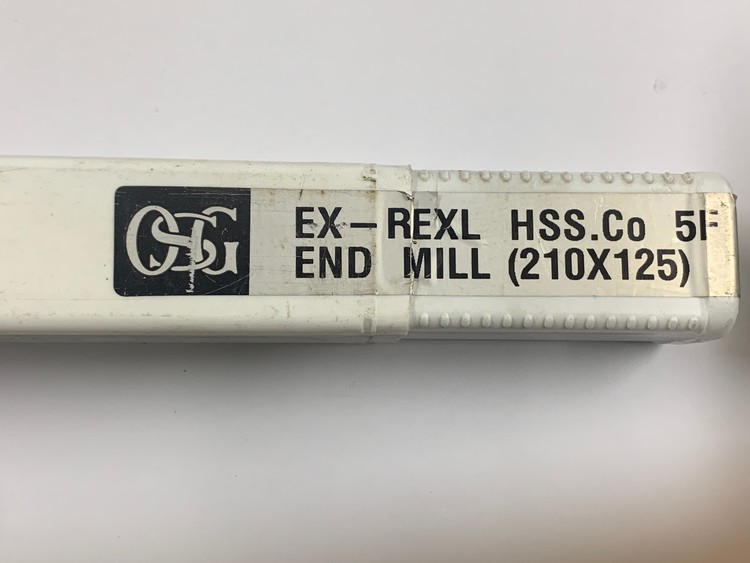 OSG
EX-REXL HSS.Co 5F
END MILL (210X125)